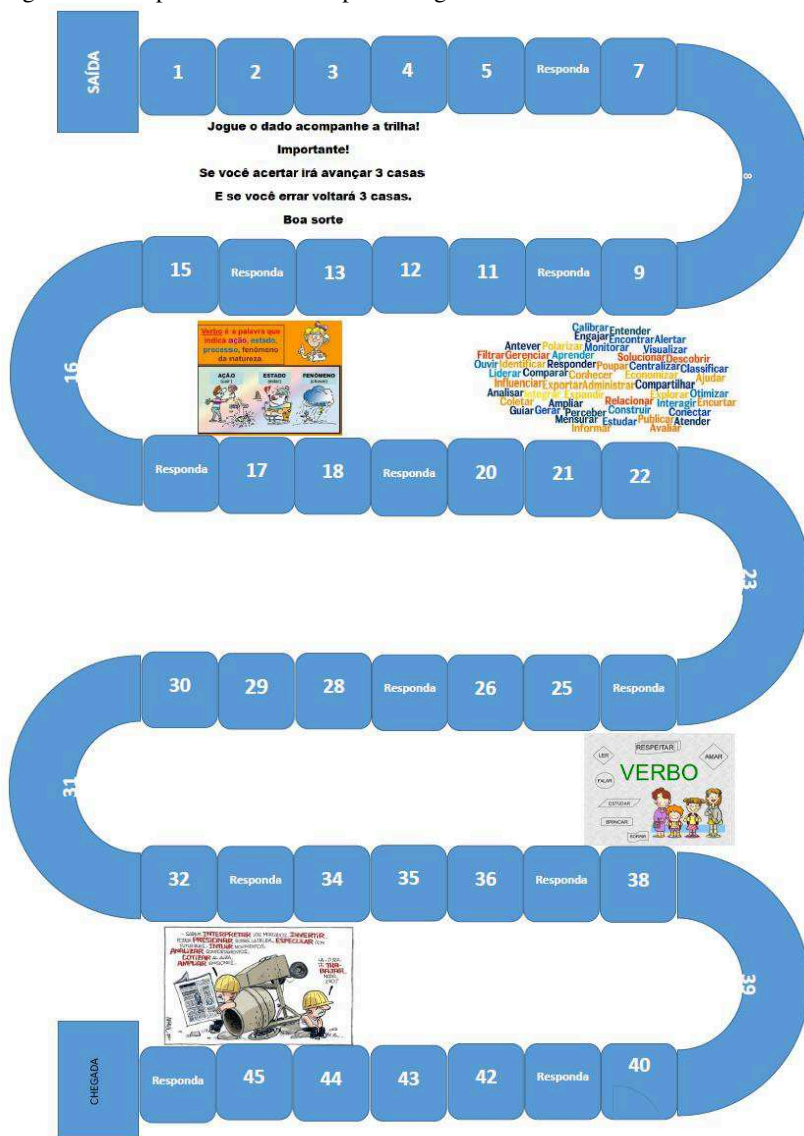 SAÍDA
1 2 3 4 5 Responda 7
8
Jogue o dado acompanhe a trilha!
Importante!
Se você acertar irá avançar 3 casas
E se você errar voltará 3 casas.
Boa sorte
15 Responda 13 12 11 Responda 9
16
Verbo é a palavra que
indica ação, estado,
processo, fenômeno
da natureza.
AÇÃO ESTADO FENÔMENO
Calibrar Entender
Engajar Encontrar Alertar
Antever Polarizar Monitorar Visualizar
Filtrar Gerenciar Aprender Solucionar Descobrir
Ouvir Identificar Responder Poupar Centralizar Classificar
Liderar Comparar Conhecer Economizar Ajudar
Influenciar Exportar Administrar Compartilhar
Analisar Integrar Expandir Explorar Otimizar
Coletar Ampliar Relacionar Interagir Encurtar
Guiar Gerar Perceber Construir Conectar
Mensurar Estudar Publicar Atender
Informar Avaliar
Responda 17 18 Responda 20 21 22
23
30 29 28 Responda 26 25 Responda
31
LER RESPEITAR AMAR
FALAR VERBO
ESTUDAR
BRINCAR
SORRIR
32 Responda 34 35 36 Responda 38
39
INTERPRETAR INVERTIR
PRESIONAR ESPECULAR
INTUIR
ANALIZAR
COTIZAR
AMPLIAR
TRA-
BAJAR
CHEGADA
Responda 45 44 43 42 Responda 40